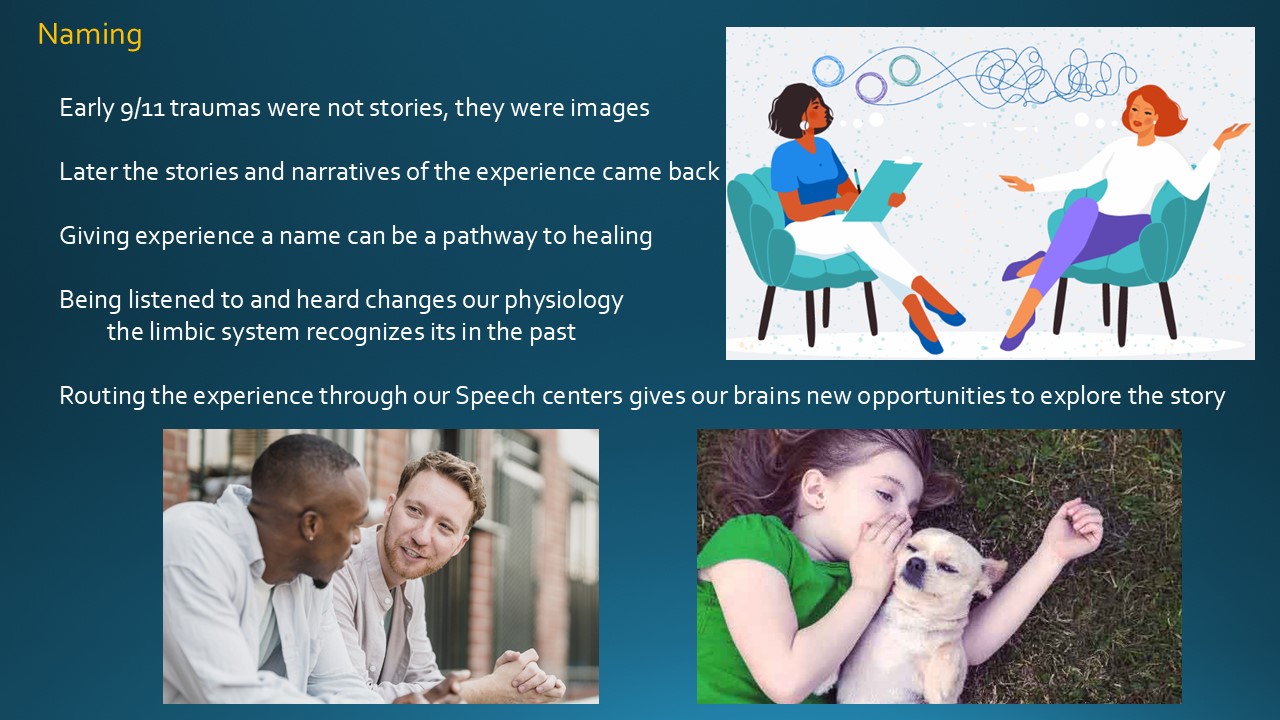 Naming
Early 9/11 traumas were not stories, they were images
Later the stories and narratives of the experience came back
Giving experience a name can be a pathway to healing
Being listened to and heard changes our physiology
the limbic system recognizes its in the past
Routing the experience through our Speech centers gives our brains new opportunities to explore the story